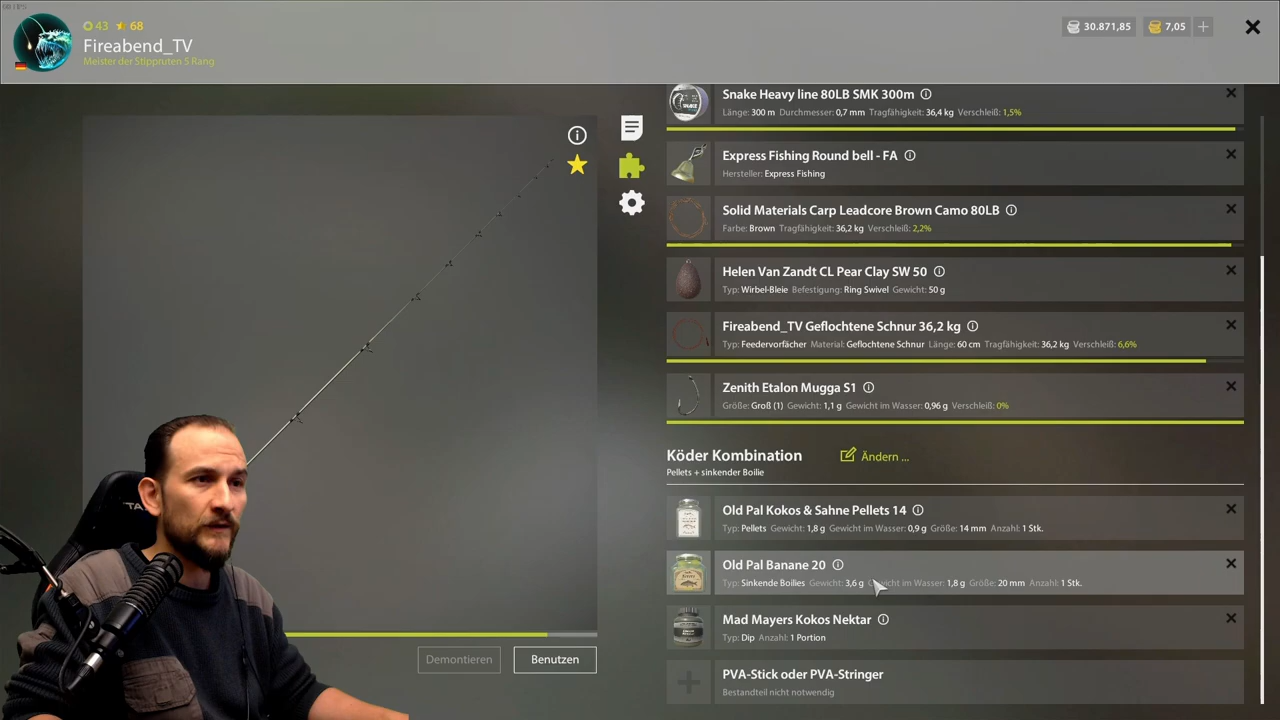 43 68
Fireabend_TV
Meister der Stippruten 5 Rang
30.871,85 7,05
Snake Heavy line 80LB SMK 300m
Länge: 300 m Durchmesser: 0,7 mm Tragfähigkeit: 36,4 kg Verschleiß: 1,5%
Express Fishing Round bell - FA
Hersteller: Express Fishing
Solid Materials Carp Leadcore Brown Camo 80LB
Farbe: Brown Tragfähigkeit: 36,2 kg Verschleiß: 2,2%
Helen Van Zandt CL Pear Clay SW 50
Typ: Wirbel-Bleie Befestigung: Ring Swivel Gewicht: 50 g
Fireabend_TV Geflochtene Schnur 36,2 kg
Typ: Feedervorfächer Material: Geflochtene Schnur Länge: 60 cm Tragfähigkeit: 36,2 kg Verschleiß: 6,6%
Zenith Etalon Mugga S1
Größe: Groß (1) Gewicht: 1,1 g Gewicht im Wasser: 0,96 g Verschleiß: 0%
Köder Kombination Ändern ...
Pellets + sinkender Boilie
Old Pal Kokos & Sahne Pellets 14
Typ: Pellets Gewicht: 1,8 g Gewicht im Wasser: 0,9 g Größe: 14 mm Anzahl: 1 Stk.
Old Pal Banane 20
Typ: Sinkende Boilies Gewicht: 3,6 g Gewicht im Wasser: 1,8 g Größe: 20 mm Anzahl: 1 Stk.
Mad Mayers Kokos Nektar
Typ: Dip Anzahl: 1 Portion
PVA-Stick oder PVA-Stringer
Bestandteil nicht notwendig
Demontieren Benutzen